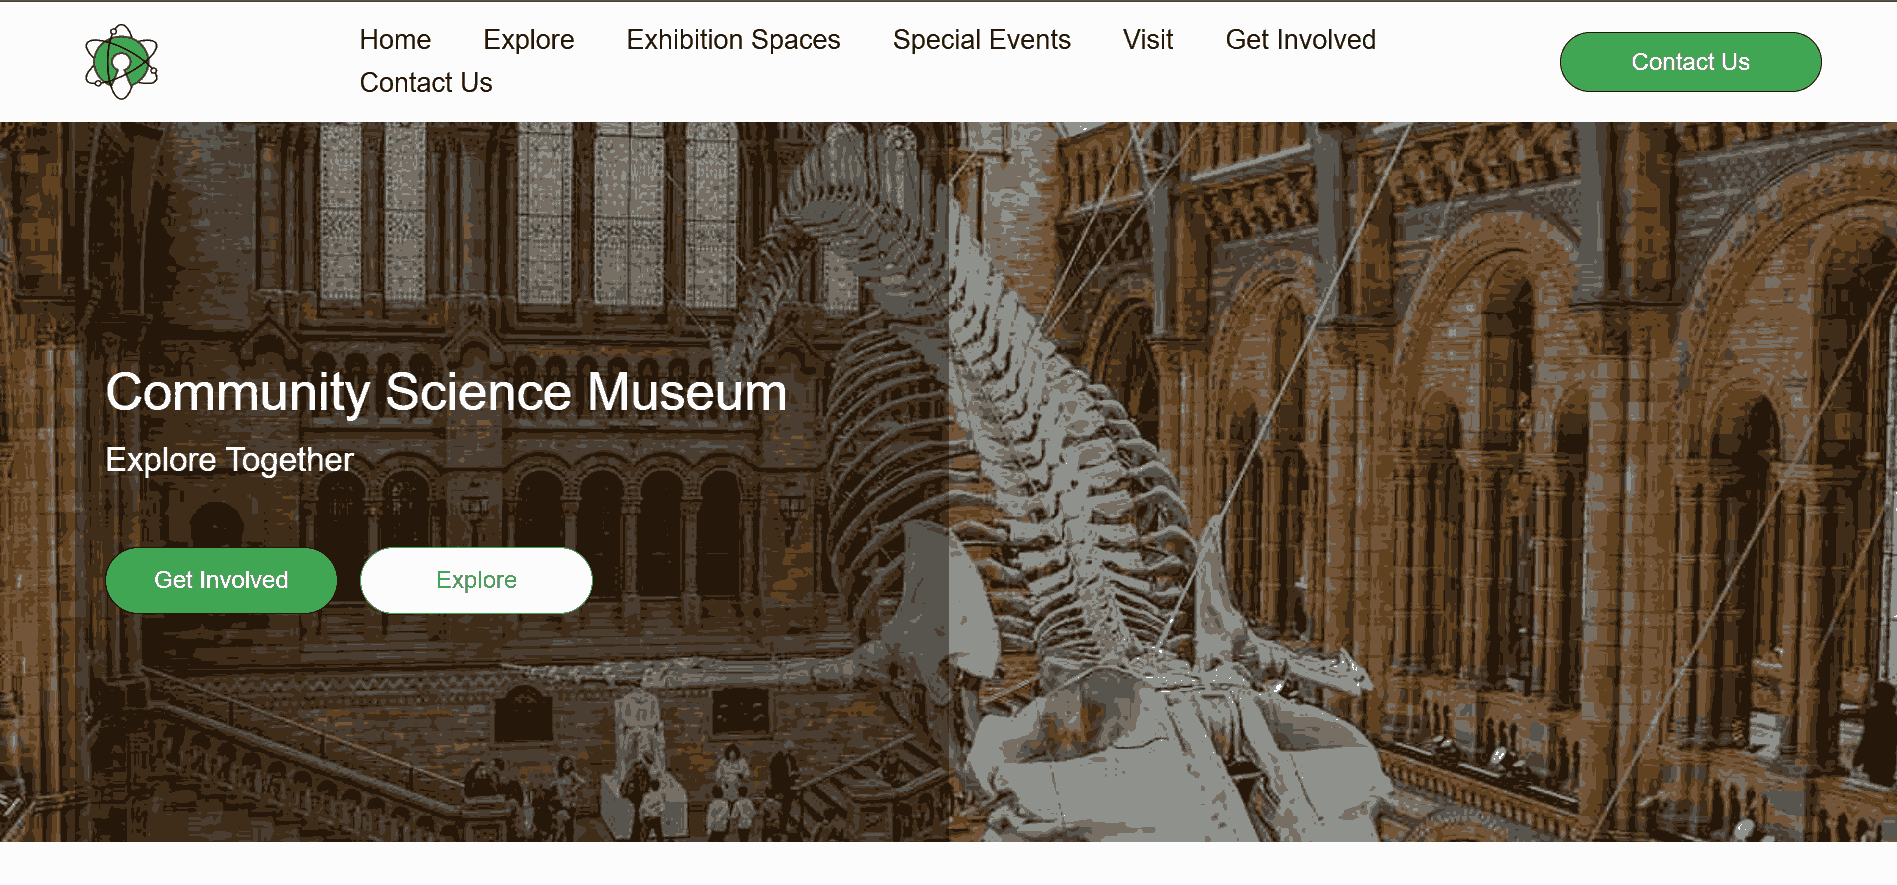 Home Explore Exhibition Spaces Special Events Visit Get Involved
Contact Us
Contact Us
Community Science Museum
Explore Together
Get Involved Explore